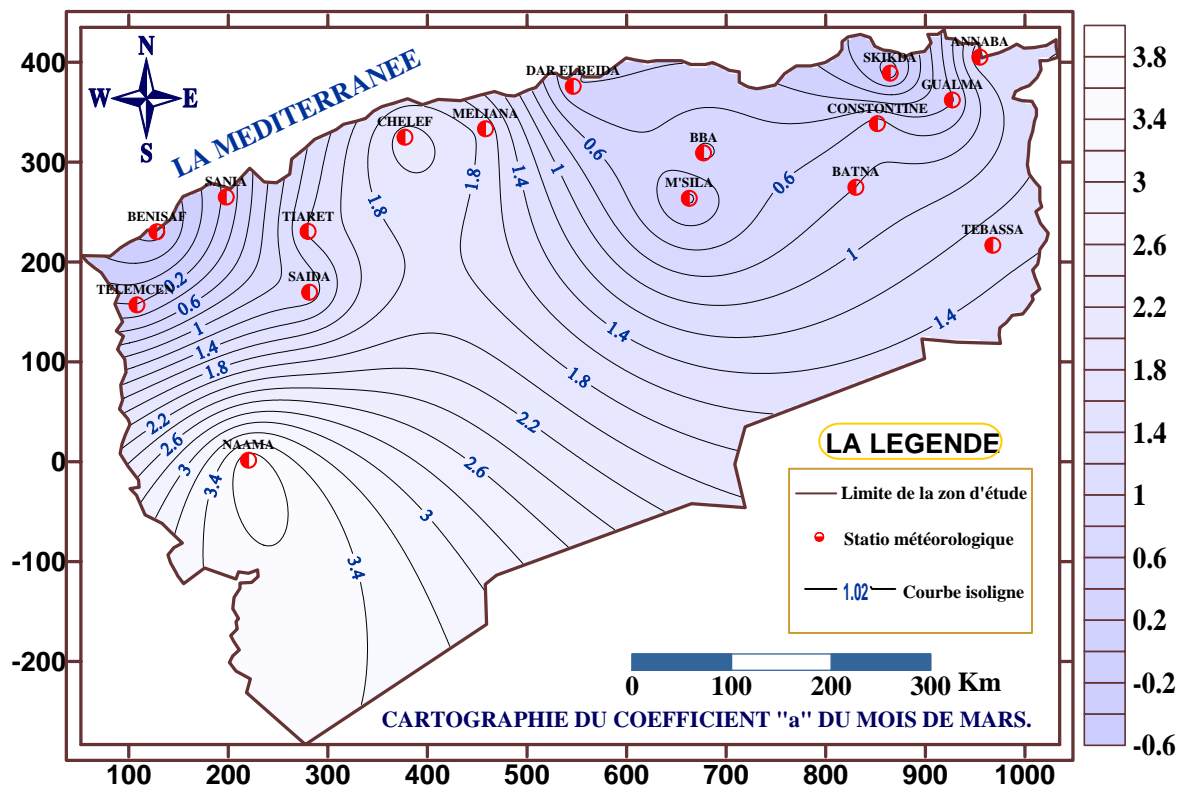 N
W E
S
LA MEDITERRANEE
400
300
200
100
0
-100
-200
100 200 300 400 500 600 700 800 900 1000
ANNABA
SKIKDA
DAR ELBEIDA
GUALMA
CONSTONTINE
MELIANA
CHELEF
BBA
BATNA
M'SILA
SANIA
BENISAF
TIARET
TEBASSA
SAIDA
TELEMCEN
NAAMA
0.2
0.6
1
1.4
1.8
2.2
2.6
3
3.4
1.8
1.8
1.4
1
0.6
0.6
1
1.4
1.4
1.8
2.2
2.6
3
3.4
LA LEGENDE
Limite de la zon d'étude
Statio météorologique
1.02 Courbe isoligne
0 100 200 300 Km
CARTOGRAPHIE DU COEFFICIENT "a" DU MOIS DE MARS.
3.8
3.4
3
2.6
2.2
1.8
1.4
1
0.6
0.2
-0.2
-0.6